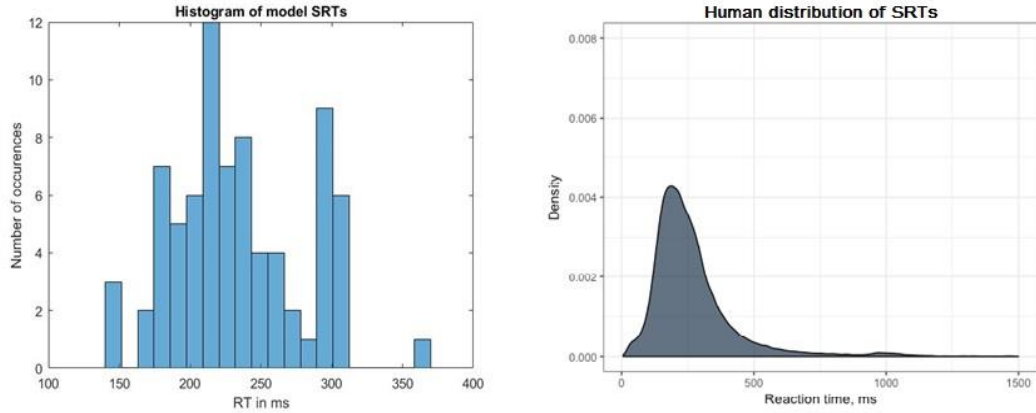 Histogram of model SRTs
12
10
8
6
4
2
0
Number of occurences
100 150 200 250 300 350 400
RT in ms
Human distribution of SRTs
0.008
0.006
0.004
0.002
0.000
Density
0 500 1000 1500
Reaction time, ms